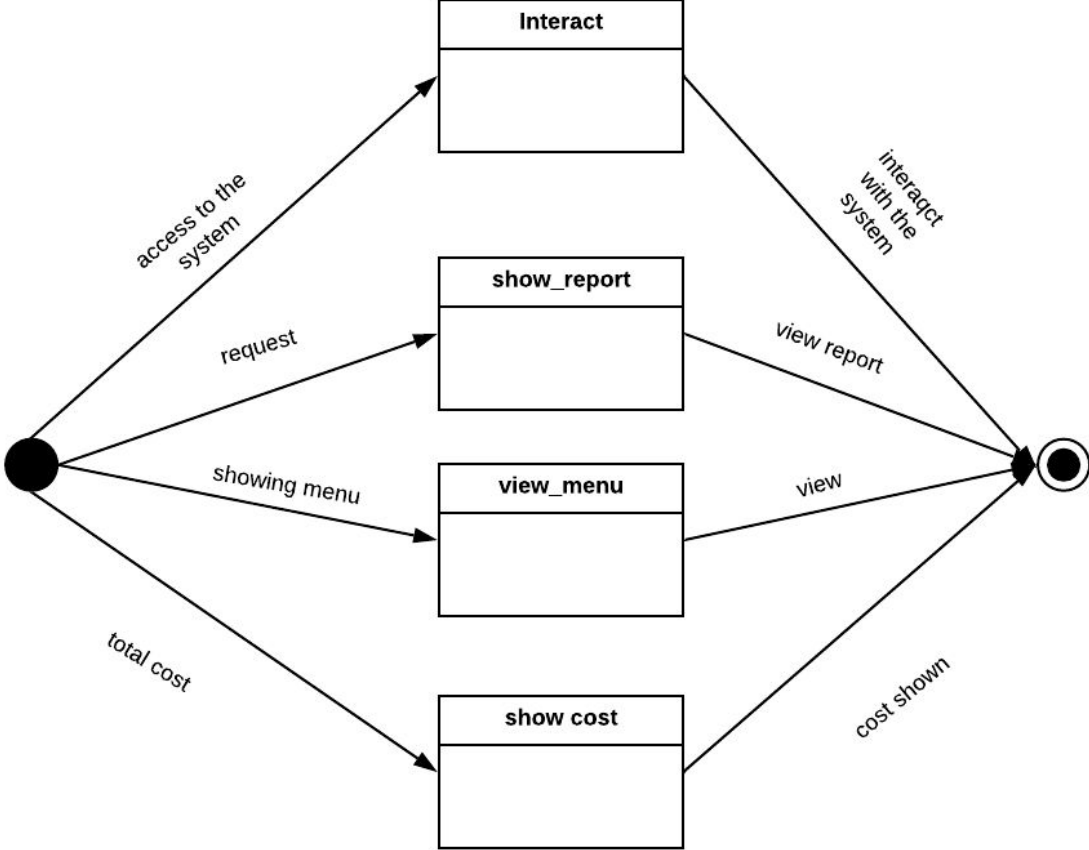 Interact
access to the
system
interaqct
with the
system
show_report
request
view report
showing menu
view_menu
view
total cost
show cost
cost shown